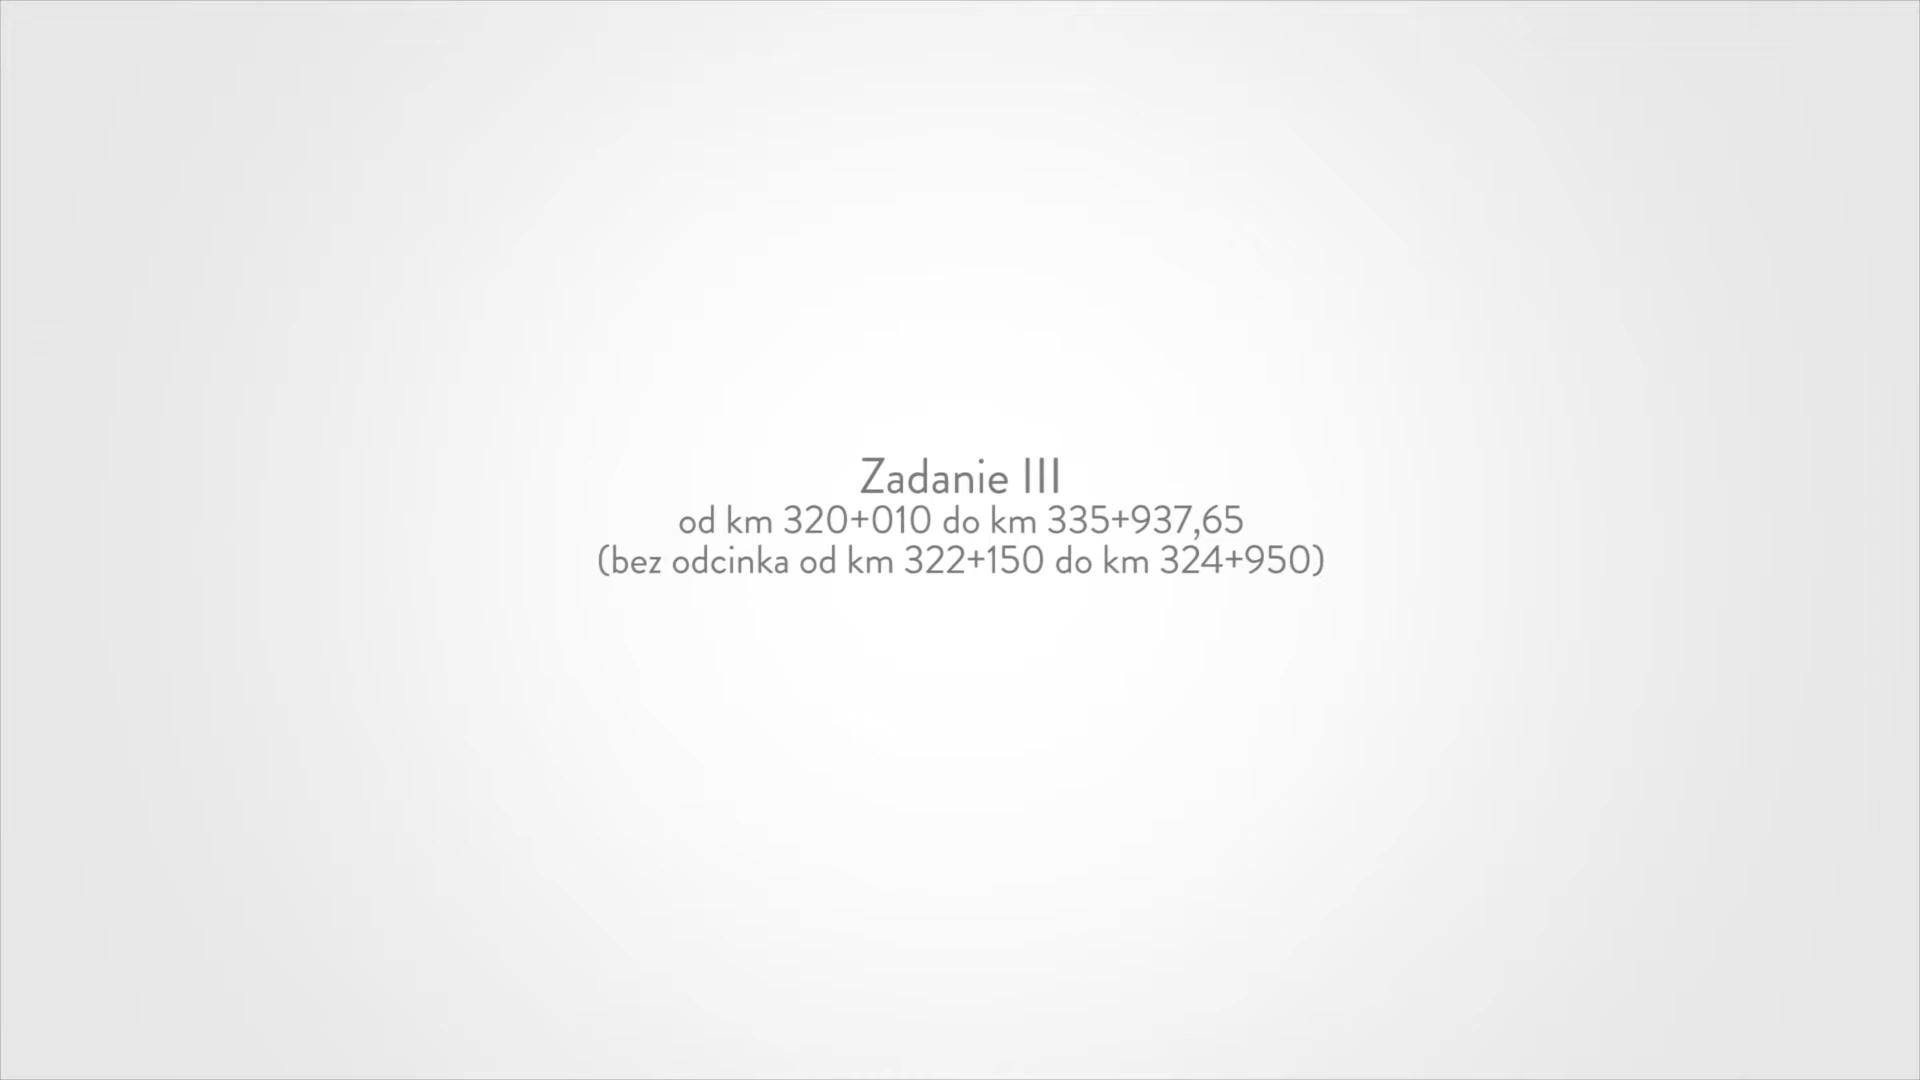 Zadanie III
od km 320+010 do km 335+937,65
(bez odcinka od km 322+150 do km 324+950)